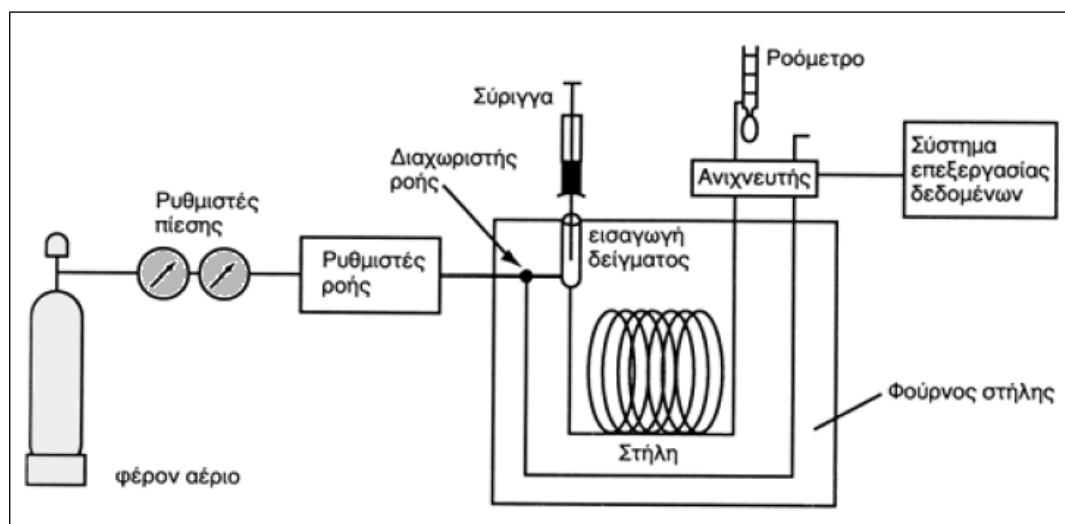 Ροόμετρο
Σύριγγα
Διαχωριστής
ροής
Ανιχνευτής
Σύστημα
επεξεργασίας
δεδομένων
Ρυθμιστές
πίεσης
εισαγωγή
δείγματος
Ρυθμιστές
ροής
Φούρνος στήλης
Στήλη
φέρον αέριο